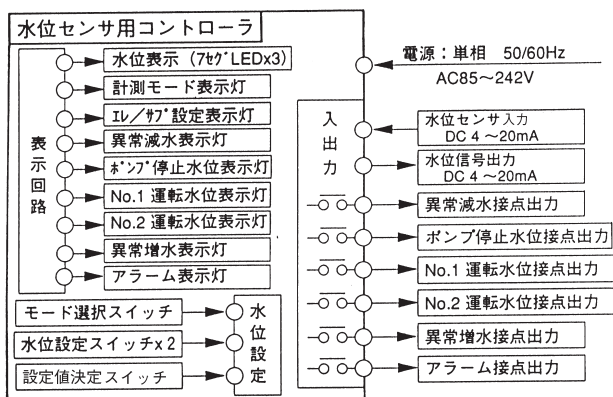 水位センサ用コントローラ
表示回路
水位表示（7セグLEDx3）
計測モード表示灯
エレ／サブ設定表示灯
異常減水表示灯
ポンプ停止水位表示灯
No.1 運転水位表示灯
No.2 運転水位表示灯
異常増水表示灯
アラーム表示灯
モード選択スイッチ
水位設定スイッチx 2
設定値決定スイッチ
水位設定
電源：単相 50/60Hz
AC85～242V
入出力
水位センサ入力
DC 4 ～20mA
水位信号出力
DC 4 ～20mA
異常減水接点出力
ポンプ停止水位接点出力
No.1 運転水位接点出力
No.2 運転水位接点出力
異常増水接点出力
アラーム接点出力